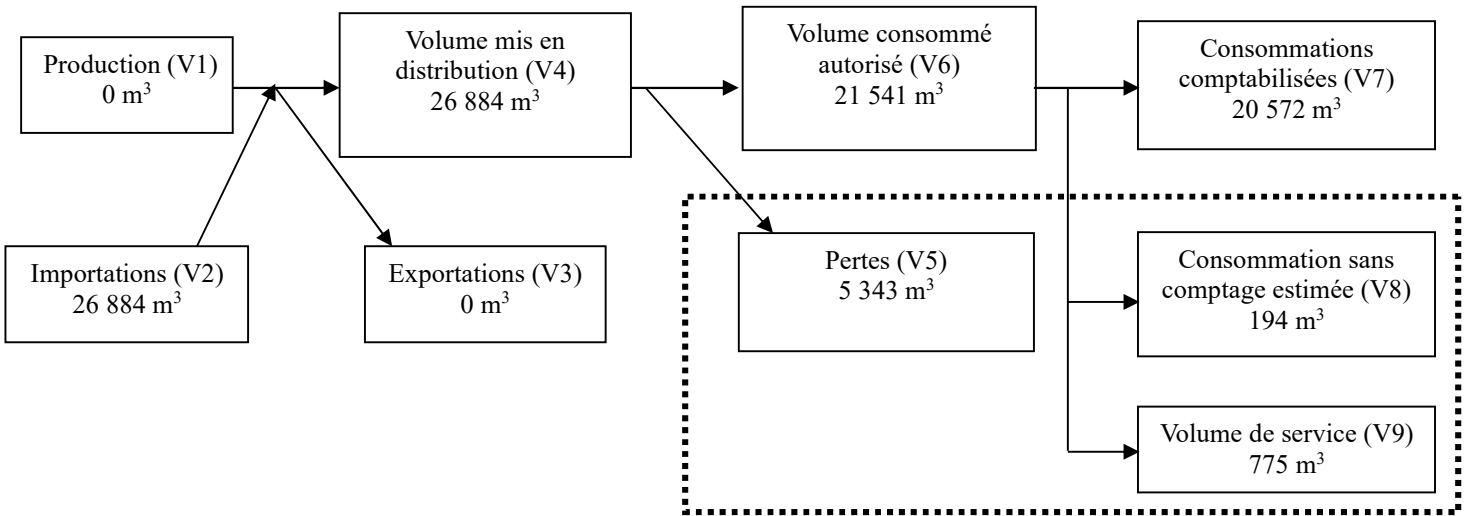 Production (V1)
0 m³
Volume mis en
distribution (V4)
26 884 m³
Volume consommé
autorisé (V6)
21 541 m³
Consommations
comptabilisées (V7)
20 572 m³
Importations (V2)
26 884 m³
Exportations (V3)
0 m³
Pertes (V5)
5 343 m³
Consommation sans
comptage estimée (V8)
194 m³
Volume de service (V9)
775 m³